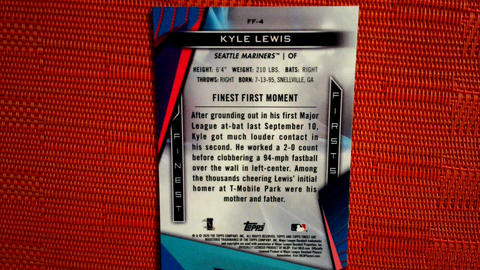 FF-4
KYLE LEWIS
SEATTLE MARINERS™ | OF
HEIGHT: 6'4" WEIGHT: 210 LBS. BATS: RIGHT
THROWS: RIGHT BORN: 7-13-95, SNELLVILLE, GA
FINEST FIRST MOMENT
After grounding out in his first Major
League at-bat last September 10,
Kyle got much louder contact in
his second. He worked a 2-0 count
before clobbering a 94-mph fastball
over the wall in left-center. Among
the thousands cheering Lewis' initial
homer at T-Mobile Park were his
mother and father.
FINEST
FIRSTS
Topps